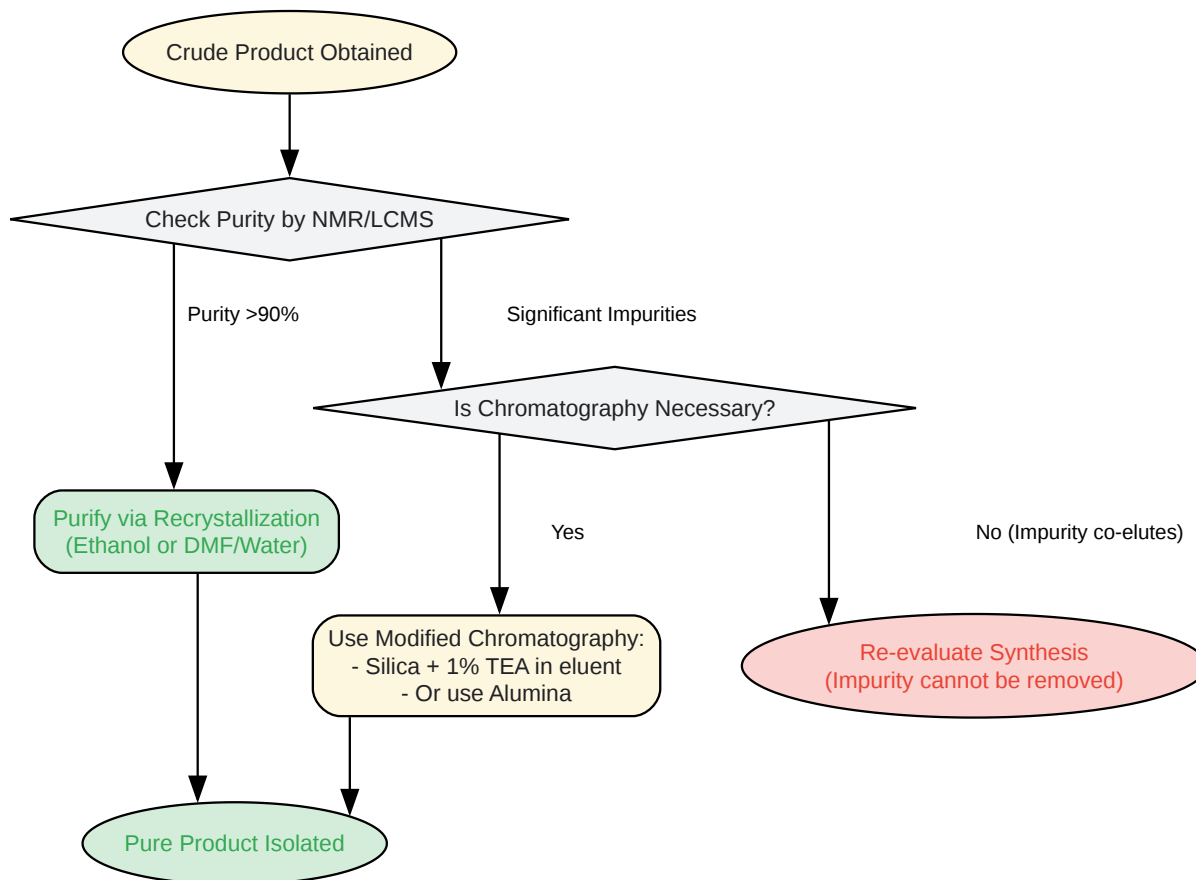 Crude Product Obtained
Check Purity by NMR/LCMS
Purity >90%
Significant Impurities
Is Chromatography Necessary?
Purify via Recrystallization
(Ethanol or DMF/Water)
Yes
No (Impurity co-elutes)
Use Modified Chromatography:
- Silica + 1% TEA in eluent
- Or use Alumina
Re-evaluate Synthesis
(Impurity cannot be removed)
Pure Product Isolated